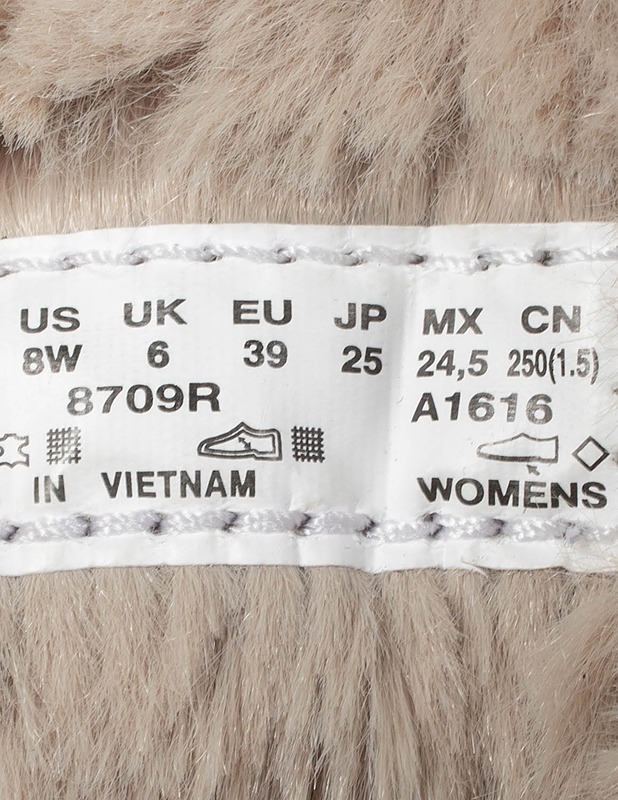 US UK EU JP MX CN
8W 6 39 25 24,5 250(1.5)
8709R A1616
IN VIETNAM WOMENS